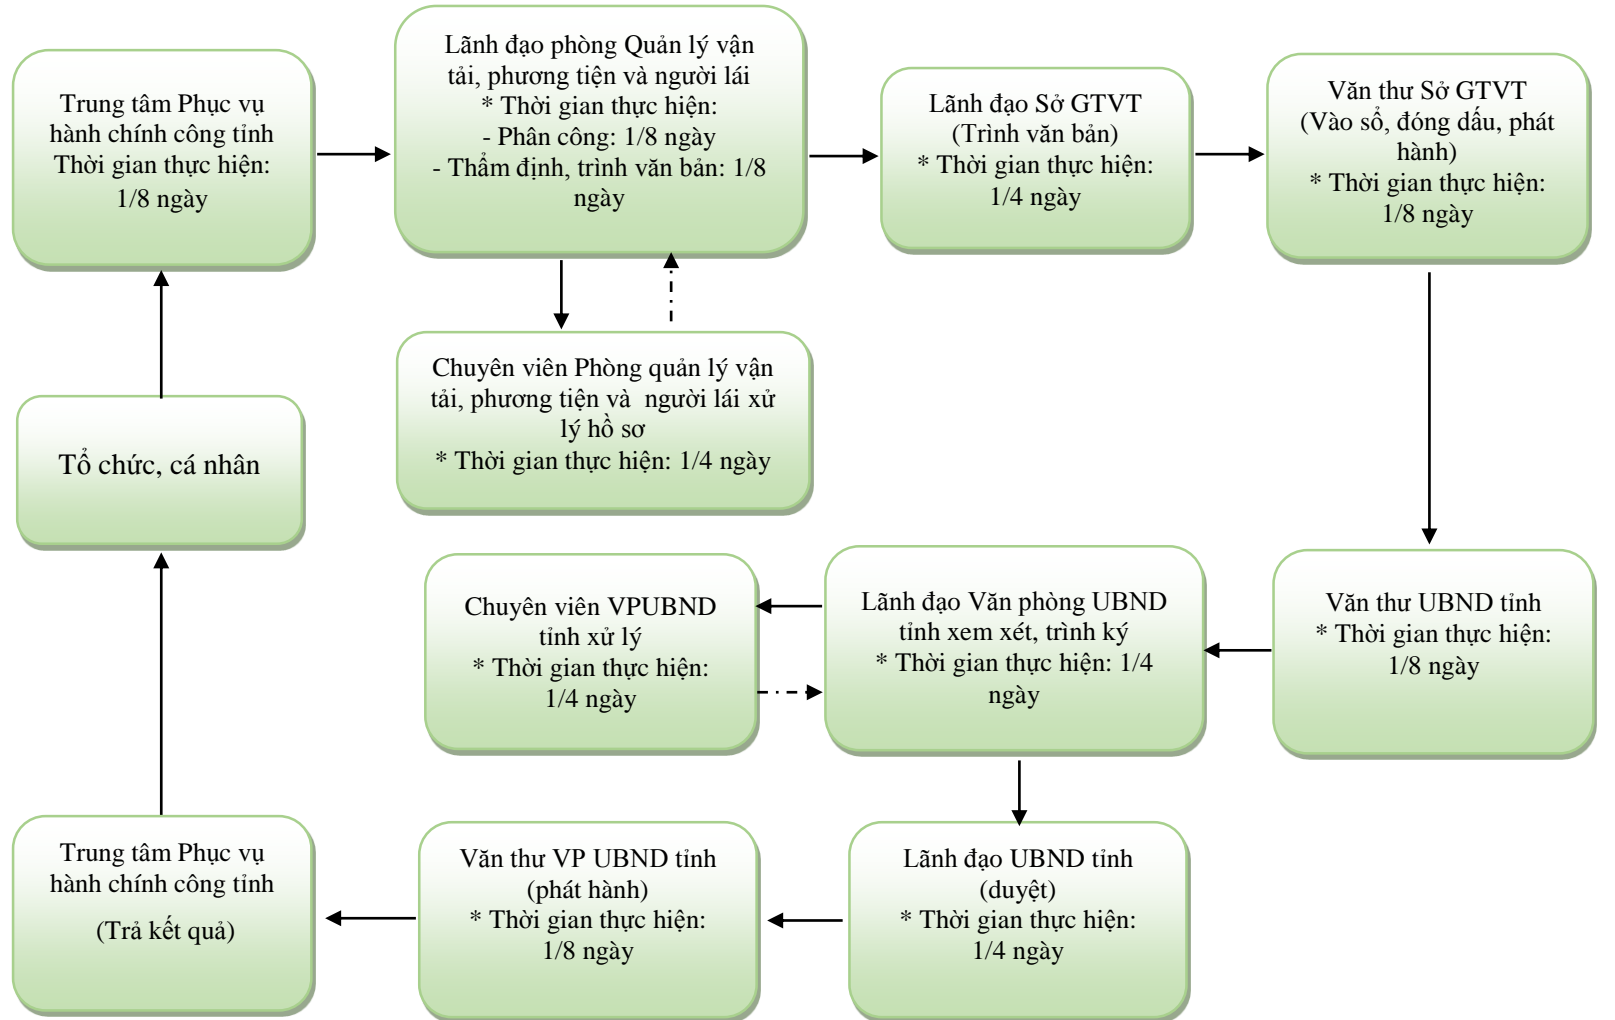 Trung tâm Phục vụ
hành chính công tỉnh
Thời gian thực hiện:
1/8 ngày
Lãnh đạo phòng Quản lý vận
tải, phương tiện và người lái
* Thời gian thực hiện:
- Phân công: 1/8 ngày
- Thẩm định, trình văn bản: 1/8
ngày
Lãnh đạo Sở GTVT
(Trình văn bản)
* Thời gian thực hiện:
1/4 ngày
Văn thư Sở GTVT
(Vào sổ, đóng dấu, phát
hành)
* Thời gian thực hiện:
1/8 ngày
Chuyên viên Phòng quản lý vận
tải, phương tiện và người lái xử
lý hồ sơ
* Thời gian thực hiện: 1/4 ngày
Tổ chức, cá nhân
Chuyên viên VPUBND
tỉnh xử lý
* Thời gian thực hiện:
1/4 ngày
Lãnh đạo Văn phòng UBND
tỉnh xem xét, trình ký
* Thời gian thực hiện: 1/4
ngày
Văn thư UBND tỉnh
* Thời gian thực hiện:
1/8 ngày
Trung tâm Phục vụ
hành chính công tỉnh
(Trả kết quả)
Văn thư VP UBND tỉnh
(phát hành)
* Thời gian thực hiện:
1/8 ngày
Lãnh đạo UBND tỉnh
(duyệt)
* Thời gian thực hiện:
1/4 ngày